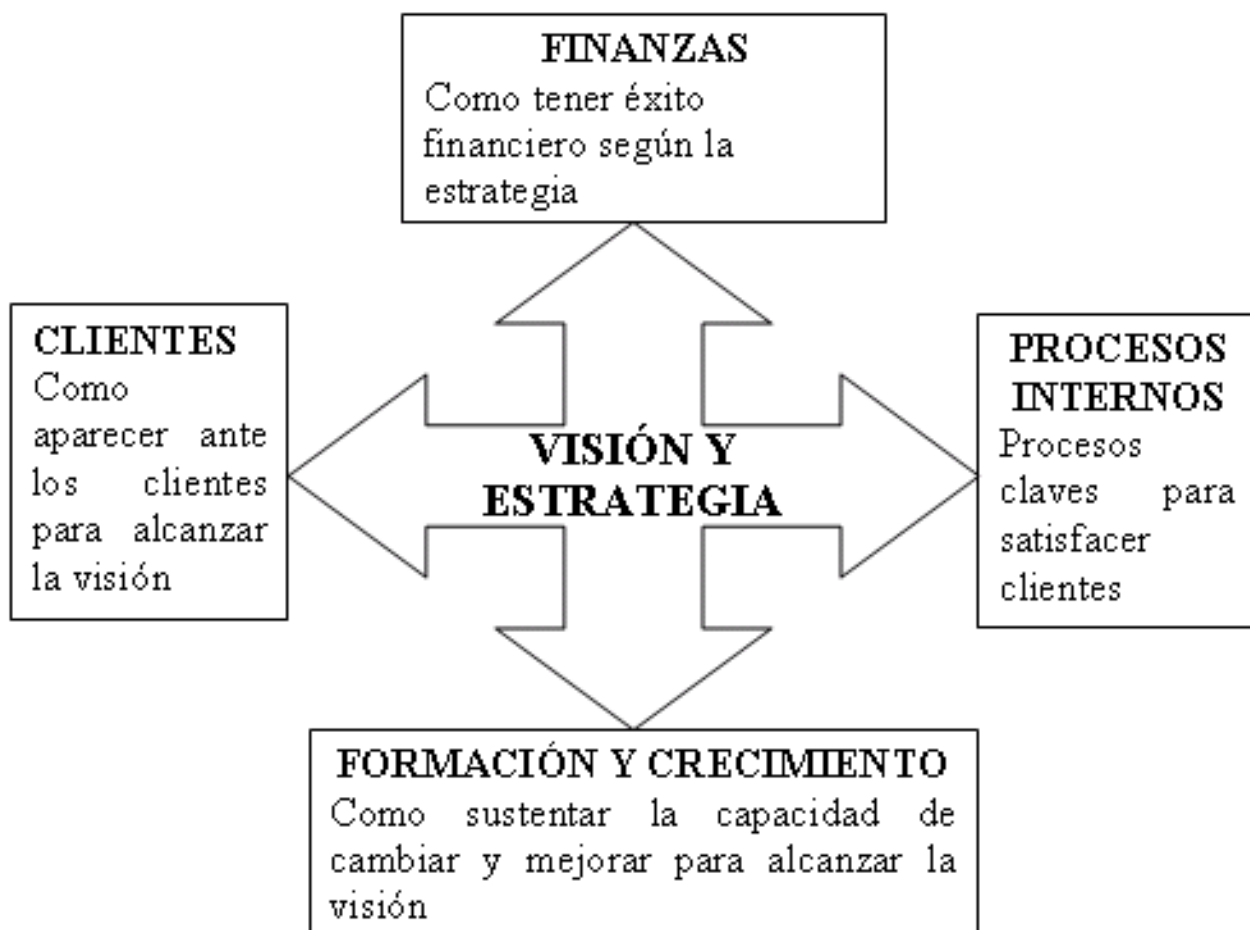 FINANZAS
Como tener éxito
financiero según la
estrategia
CLIENTES
Como
aparecer ante
los clientes
para alcanzar
la visión
VISIÓN Y
ESTRATEGIA
PROCESOS
INTERNOS
Procesos
claves para
satisfacer
clientes
FORMACIÓN Y CRECIMIENTO
Como sustentar la capacidad de
cambiar y mejorar para alcanzar la
visión